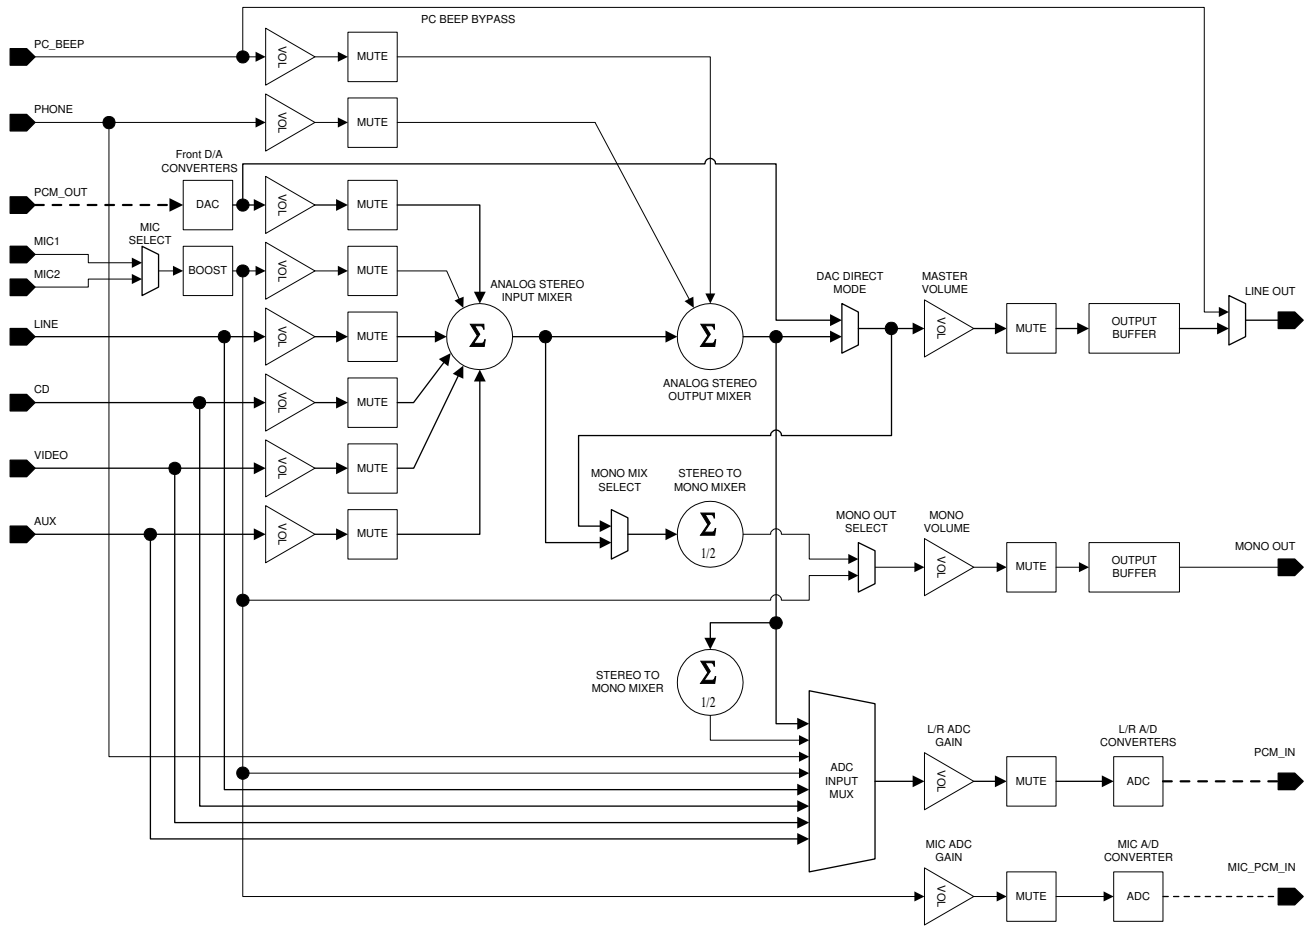 PC BEEP BYPASS
PC_BEEP
VOL
MUTE
PHONE
VOL
MUTE
Front D/A
CONVERTERS
PCM_OUT
DAC
VOL
MUTE
MIC
SELECT
MIC1
MIC2
BOOST
VOL
MUTE
ANALOG STEREO
INPUT MIXER
DAC DIRECT
MODE
MASTER
VOLUME
LINE OUT
LINE
VOL
MUTE
Σ
Σ
VOL
MUTE
OUTPUT
BUFFER
ANALOG STEREO
OUTPUT MIXER
CD
VOL
MUTE
VIDEO
VOL
MUTE
MONO MIX
SELECT
STEREO TO
MONO MIXER
AUX
VOL
MUTE
Σ
1/2
MONO OUT
SELECT
MONO
VOLUME
MONO OUT
VOL
MUTE
OUTPUT
BUFFER
STEREO TO
MONO MIXER
Σ
1/2
ADC
INPUT
MUX
L/R ADC
GAIN
L/R A/D
CONVERTERS
PCM_IN
VOL
MUTE
ADC
MIC ADC
GAIN
MIC A/D
CONVERTER
MIC_PCM_IN
VOL
MUTE
ADC